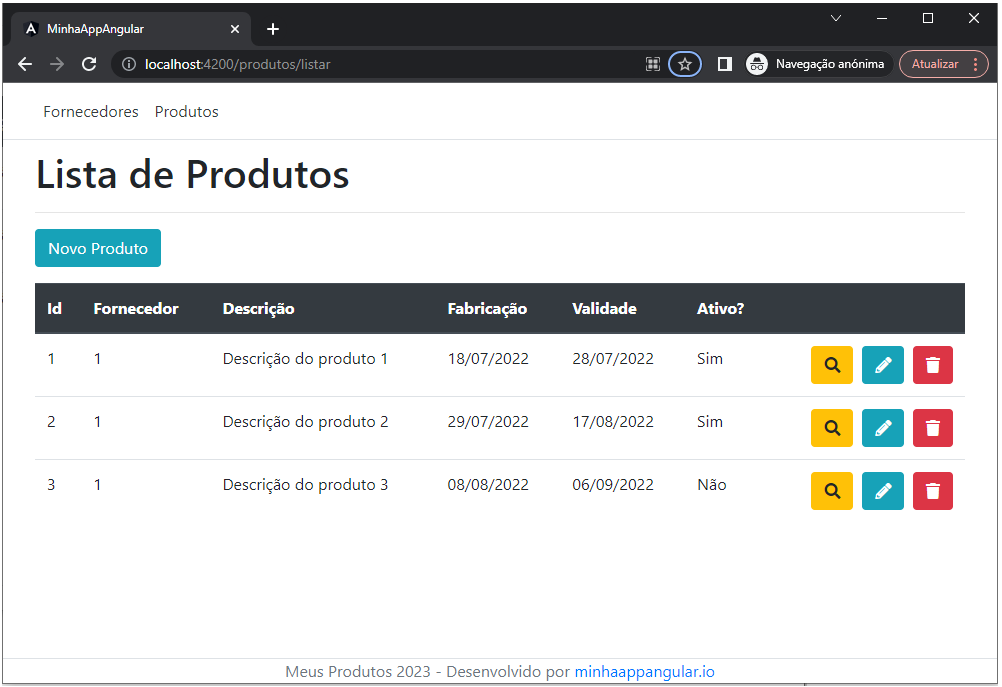 MinhaAppAngular
localhost:4200/produtos/listar
Navegação anónima
Atualizar
Fornecedores Produtos
Lista de Produtos
Novo Produto
Id Fornecedor Descrição Fabricação Validade Ativo?
1 1 Descrição do produto 1 18/07/2022 28/07/2022 Sim
2 1 Descrição do produto 2 29/07/2022 17/08/2022 Sim
3 1 Descrição do produto 3 08/08/2022 06/09/2022 Não
Meus Produtos 2023 - Desenvolvido por minhaappangular.io